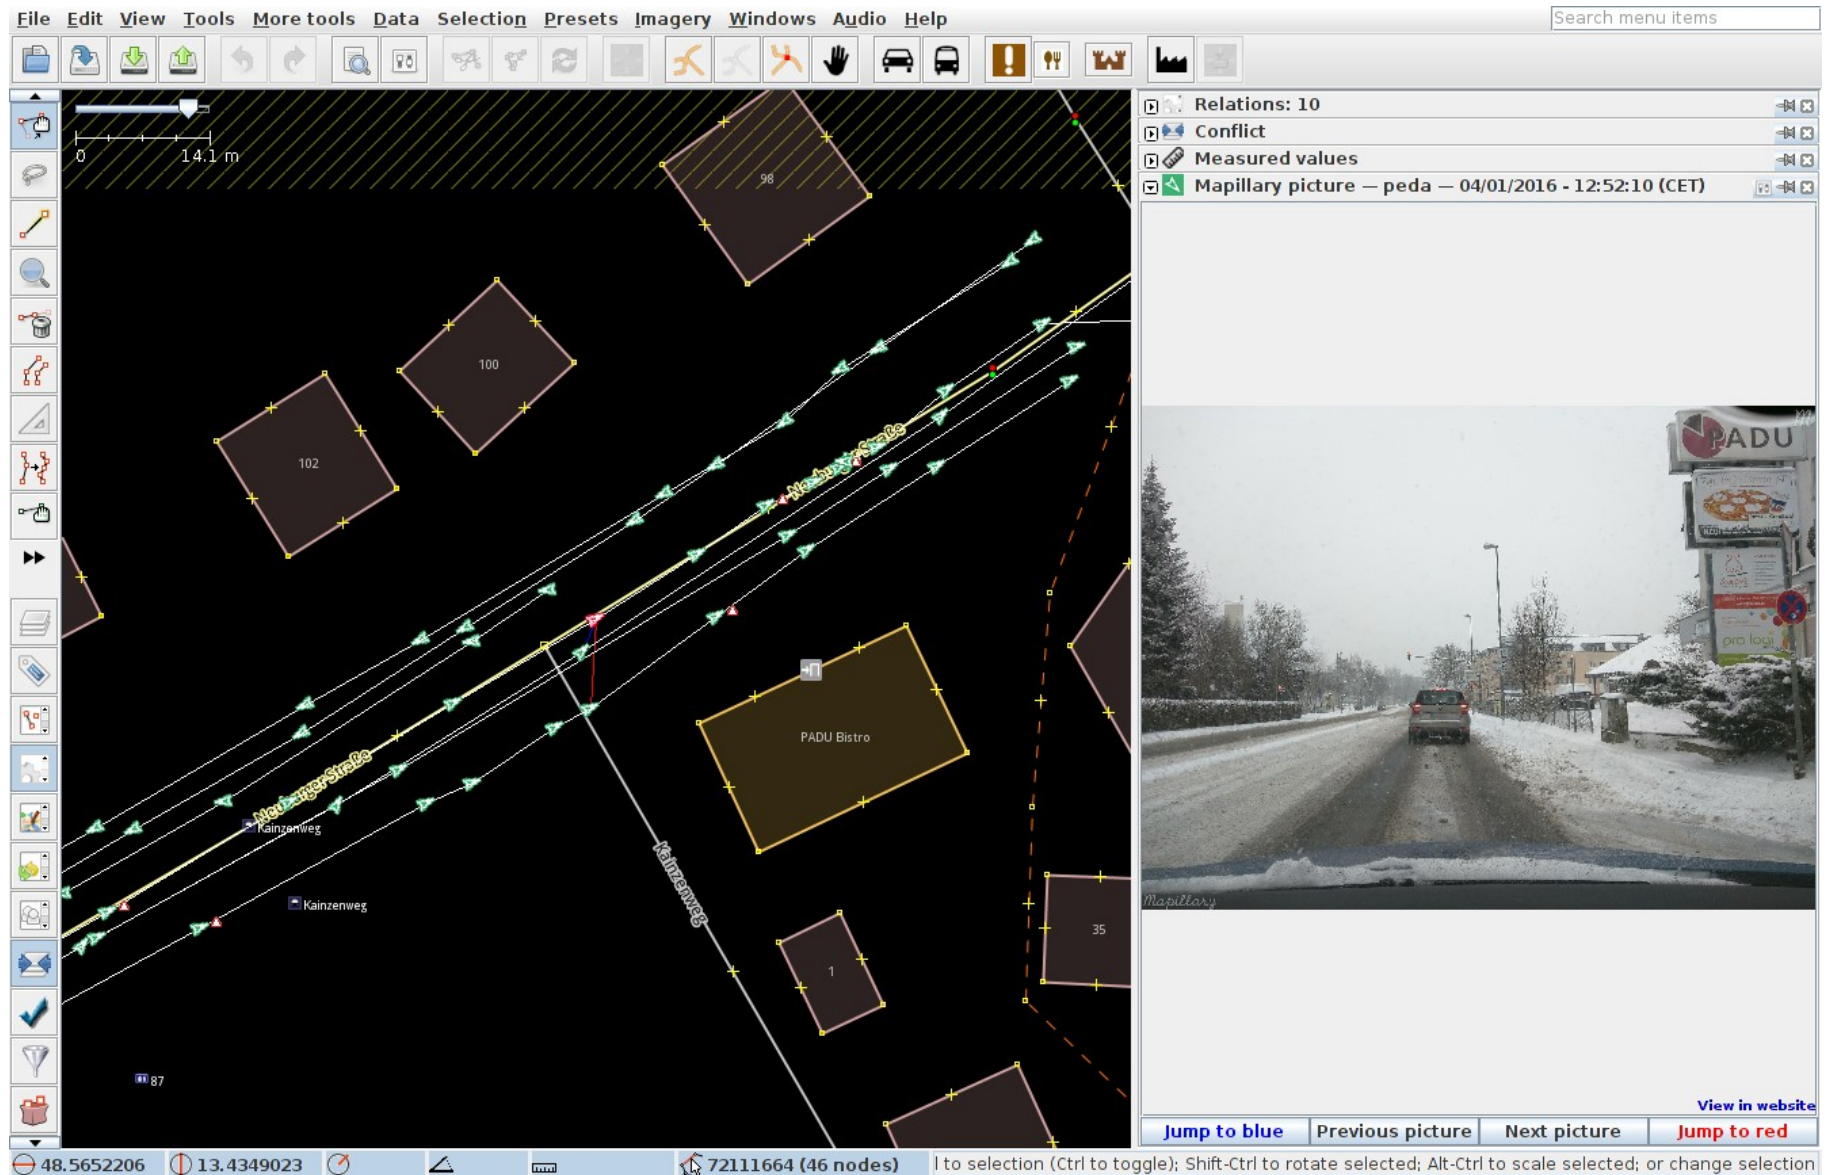 File Edit View Tools More tools Data Selection Presets Imagery Windows Audio Help
Search menu items
0 14.1 m
98
100
102
Neuburger Straße
Neuburger Straße
Kainzenweg
Kainzenweg
Kainzenweg
PADU Bistro
1
35
87
Relations: 10
Conflict
Measured values
Mapillary picture — peda — 04/01/2016 - 12:52:10 (CET)
PADU
pro logi
Mapillary
View in website
Jump to blue Previous picture Next picture Jump to red
48.5652206 13.4349023 72111664 (46 nodes) l to selection (Ctrl to toggle); Shift-Ctrl to rotate selected; Alt-Ctrl to scale selected; or change selection